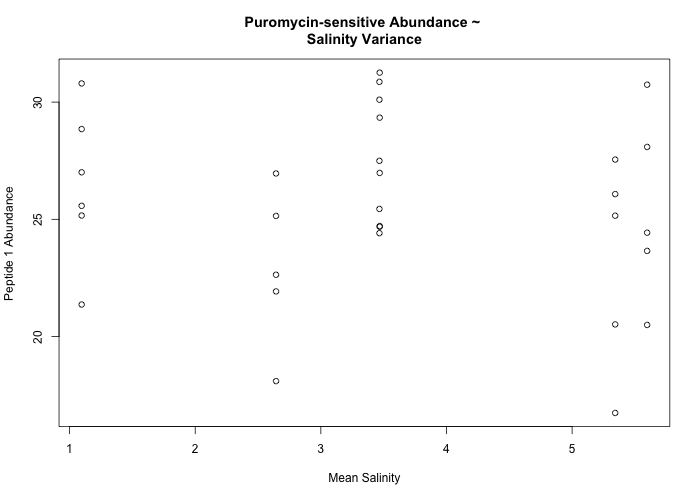 Puromycin-sensitive Abundance ~
Salinity Variance
Peptide 1 Abundance
30
25
20
1 2 3 4 5
Mean Salinity